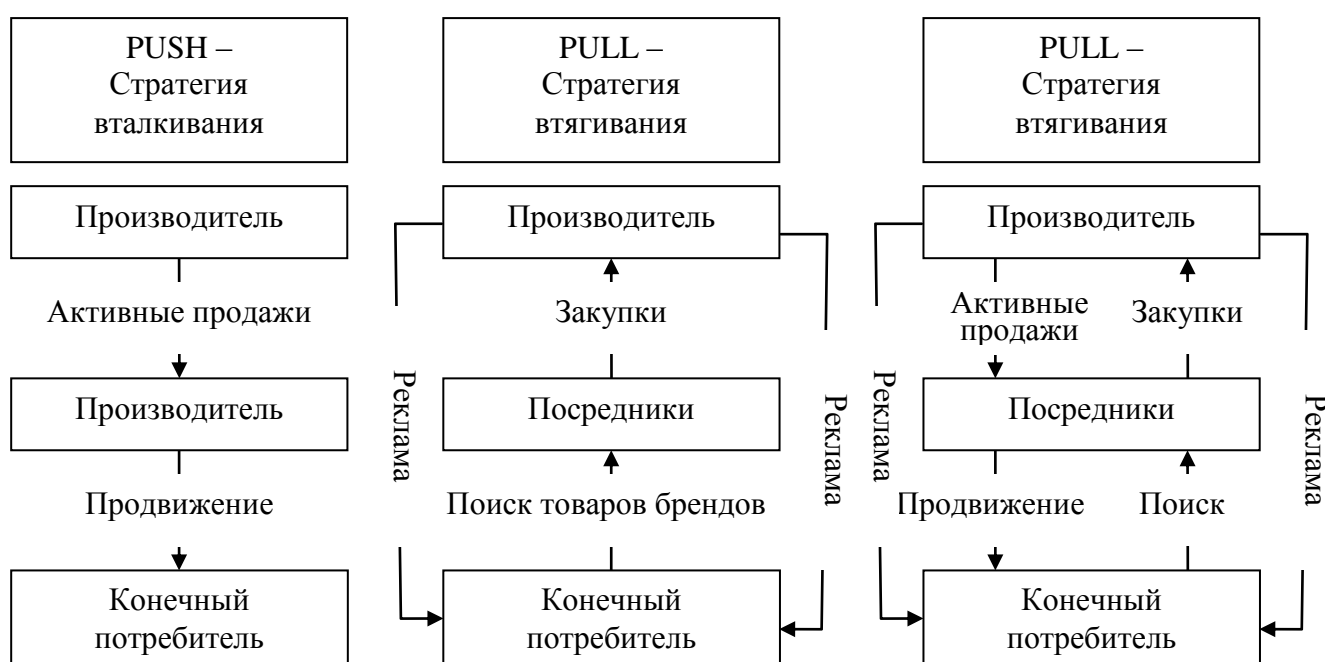 PUSH –
Стратегия
вталкивания
Производитель
Активные продажи
Производитель
Продвижение
Конечный
потребитель
PULL –
Стратегия
втягивания
Производитель
Закупки
Реклама
Реклама
Посредники
Поиск товаров брендов
Конечный
потребитель
PULL –
Стратегия
втягивания
Производитель
Активные
продажи
Закупки
Реклама
Реклама
Посредники
Продвижение
Поиск
Конечный
потребитель